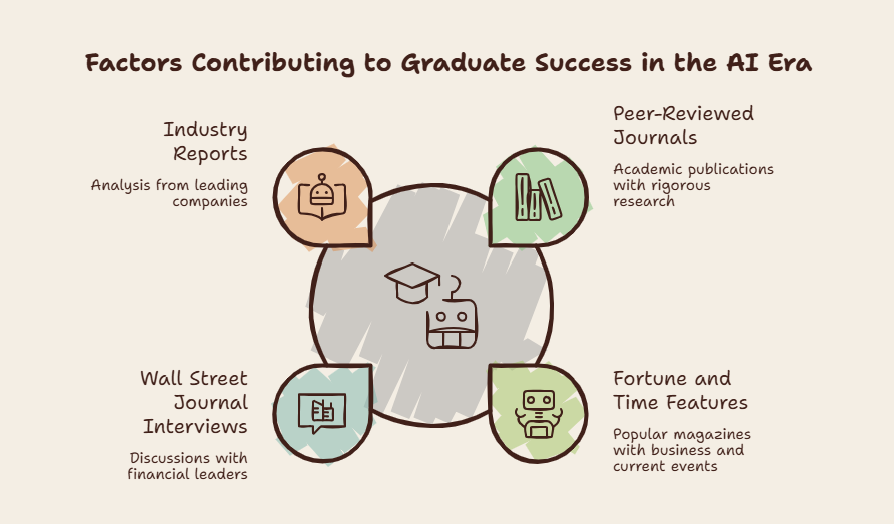 Factors Contributing to Graduate Success in the AI Era
Industry
Reports
Analysis from leading
companies
Peer-Reviewed
Journals
Academic publications
with rigorous
research
Wall Street
Journal
Interviews
Discussions with
financial leaders
Fortune and
Time Features
Popular magazines
with business and
current events